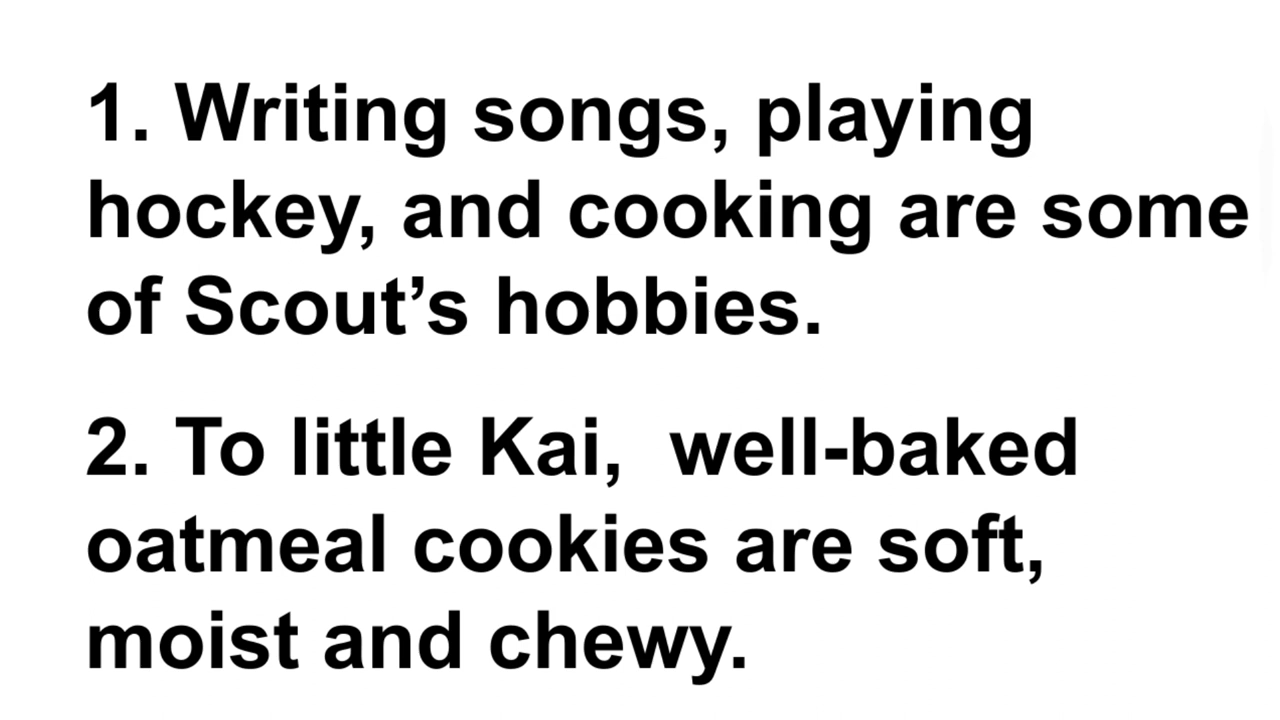 1. Writing songs, playing
hockey, and cooking are some
of Scout’s hobbies.
2. To little Kai,  well-baked
oatmeal cookies are soft,
moist and chewy.